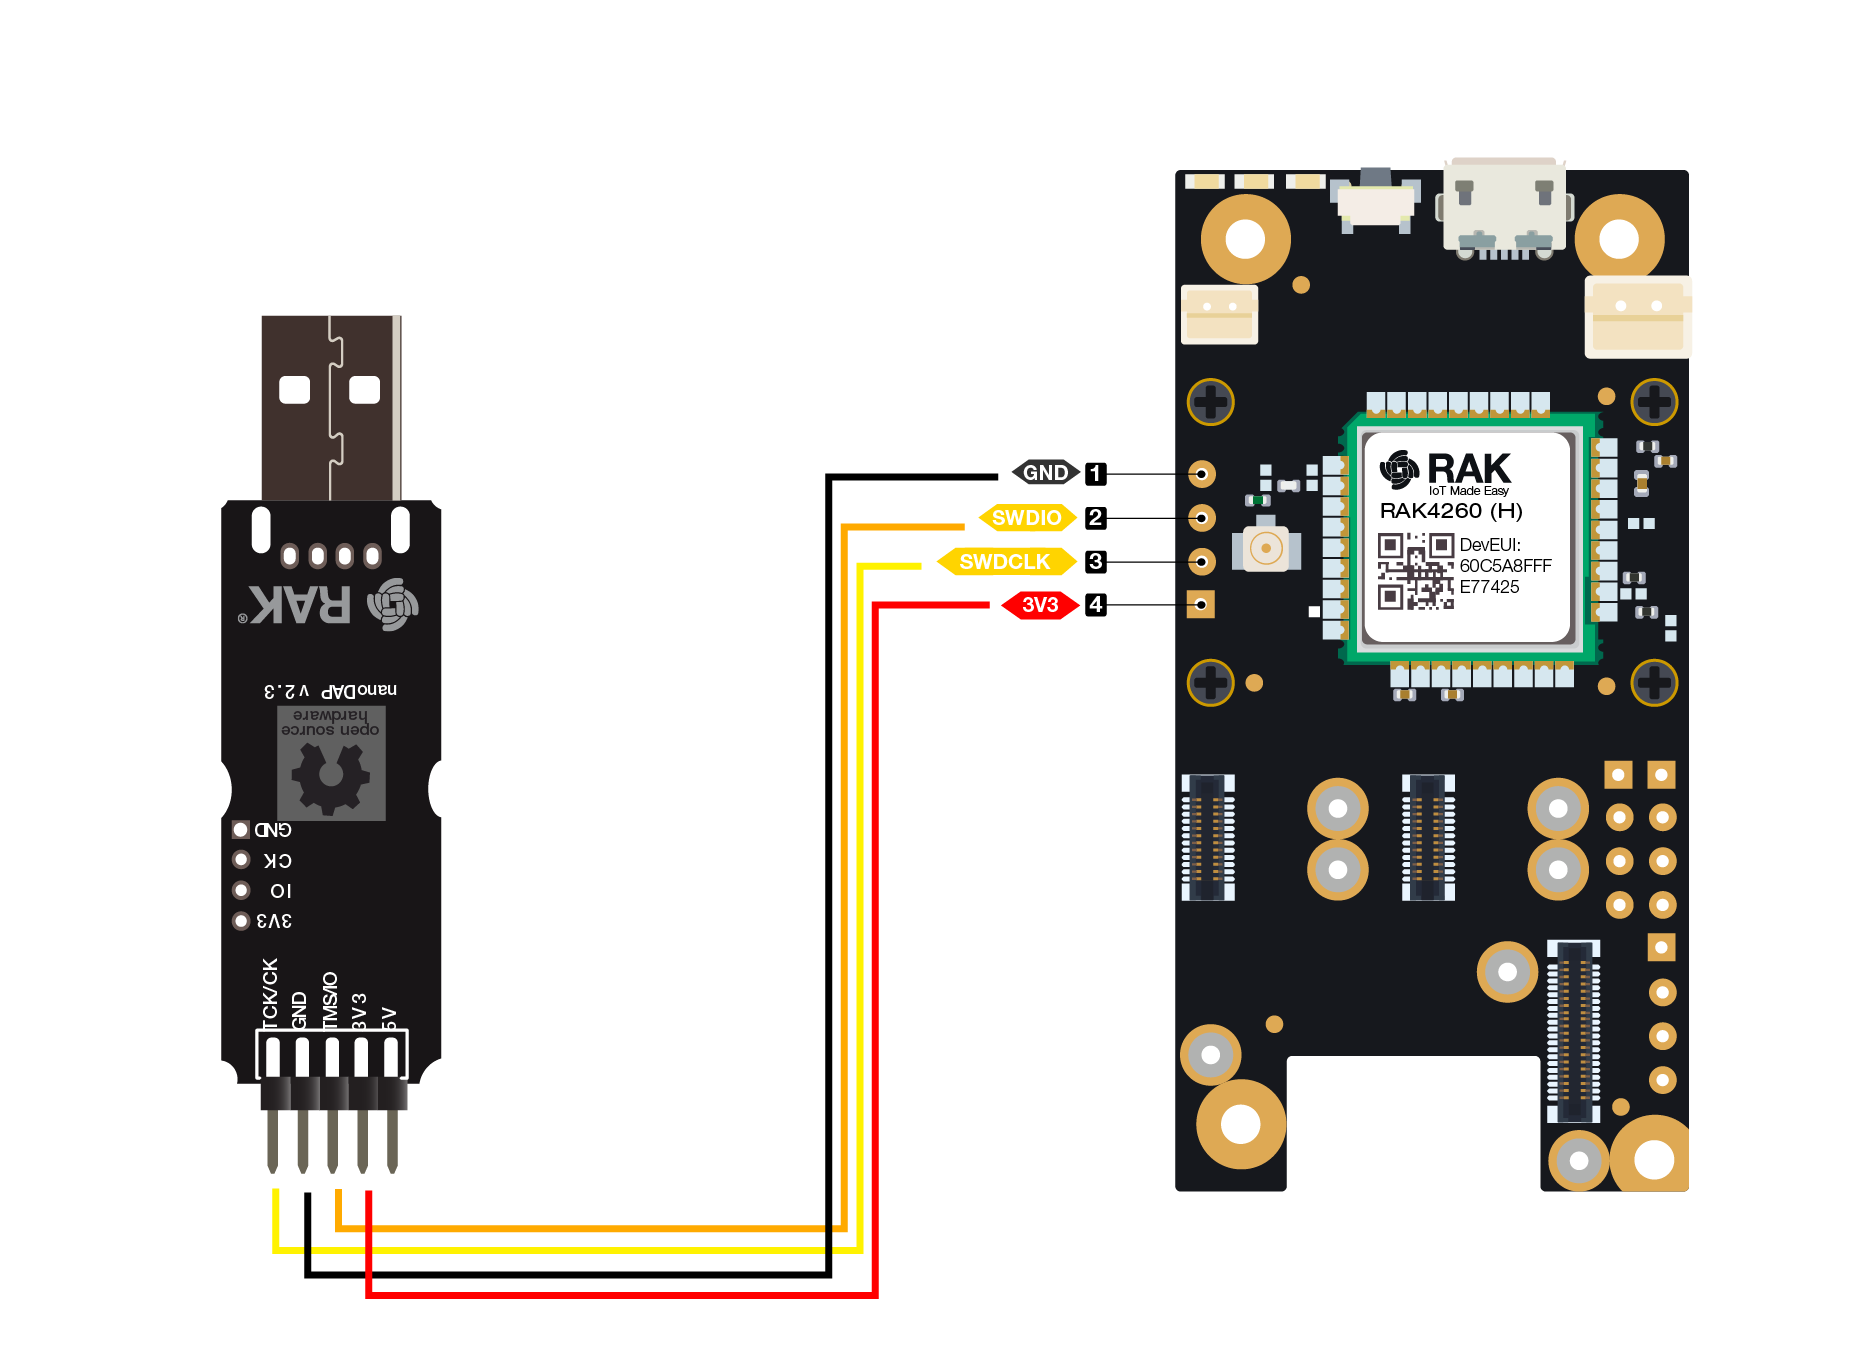 RAK®
nanoDAP v2.3
open source
hardware
GND
CK
IO
3V3
TCK/CK
GND
TMS/IO
3V3
5V
GND 1
SWDIO 2
SWDCLK 3
3V3 4
RAK
IoT Made Easy
RAK4260 (H)
DevEUI:
60C5A8FFF
E77425